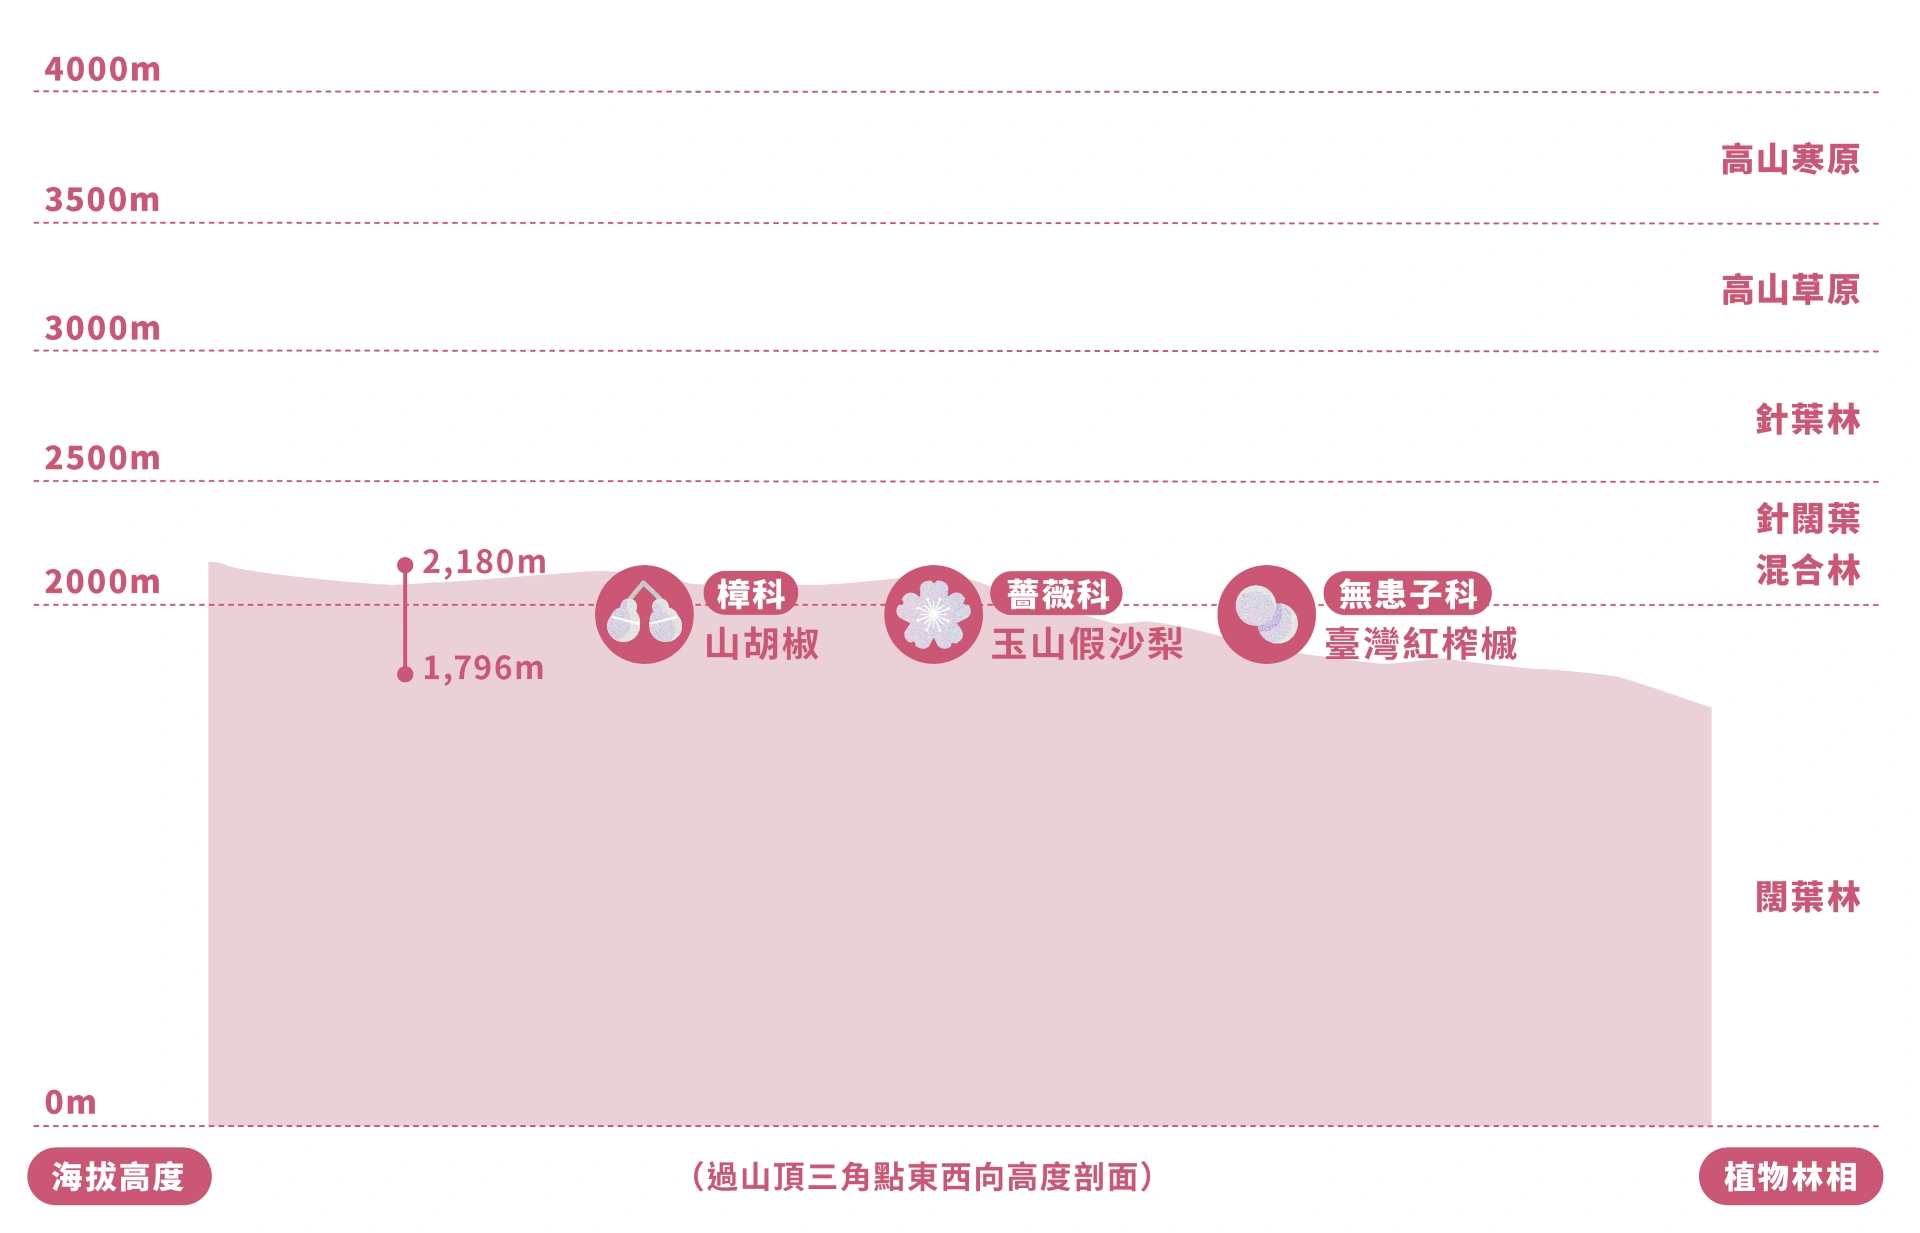 4000m
高山寒原
3500m
高山草原
3000m
針葉林
2500m
針闊葉
混合林
2,180m
2000m
樟科
薔薇科
無患子科
山胡椒
玉山假沙梨
臺灣紅榨槭
1,796m
闊葉林
0m
海拔高度
（過山頂三角點東西向高度剖面）
植物林相